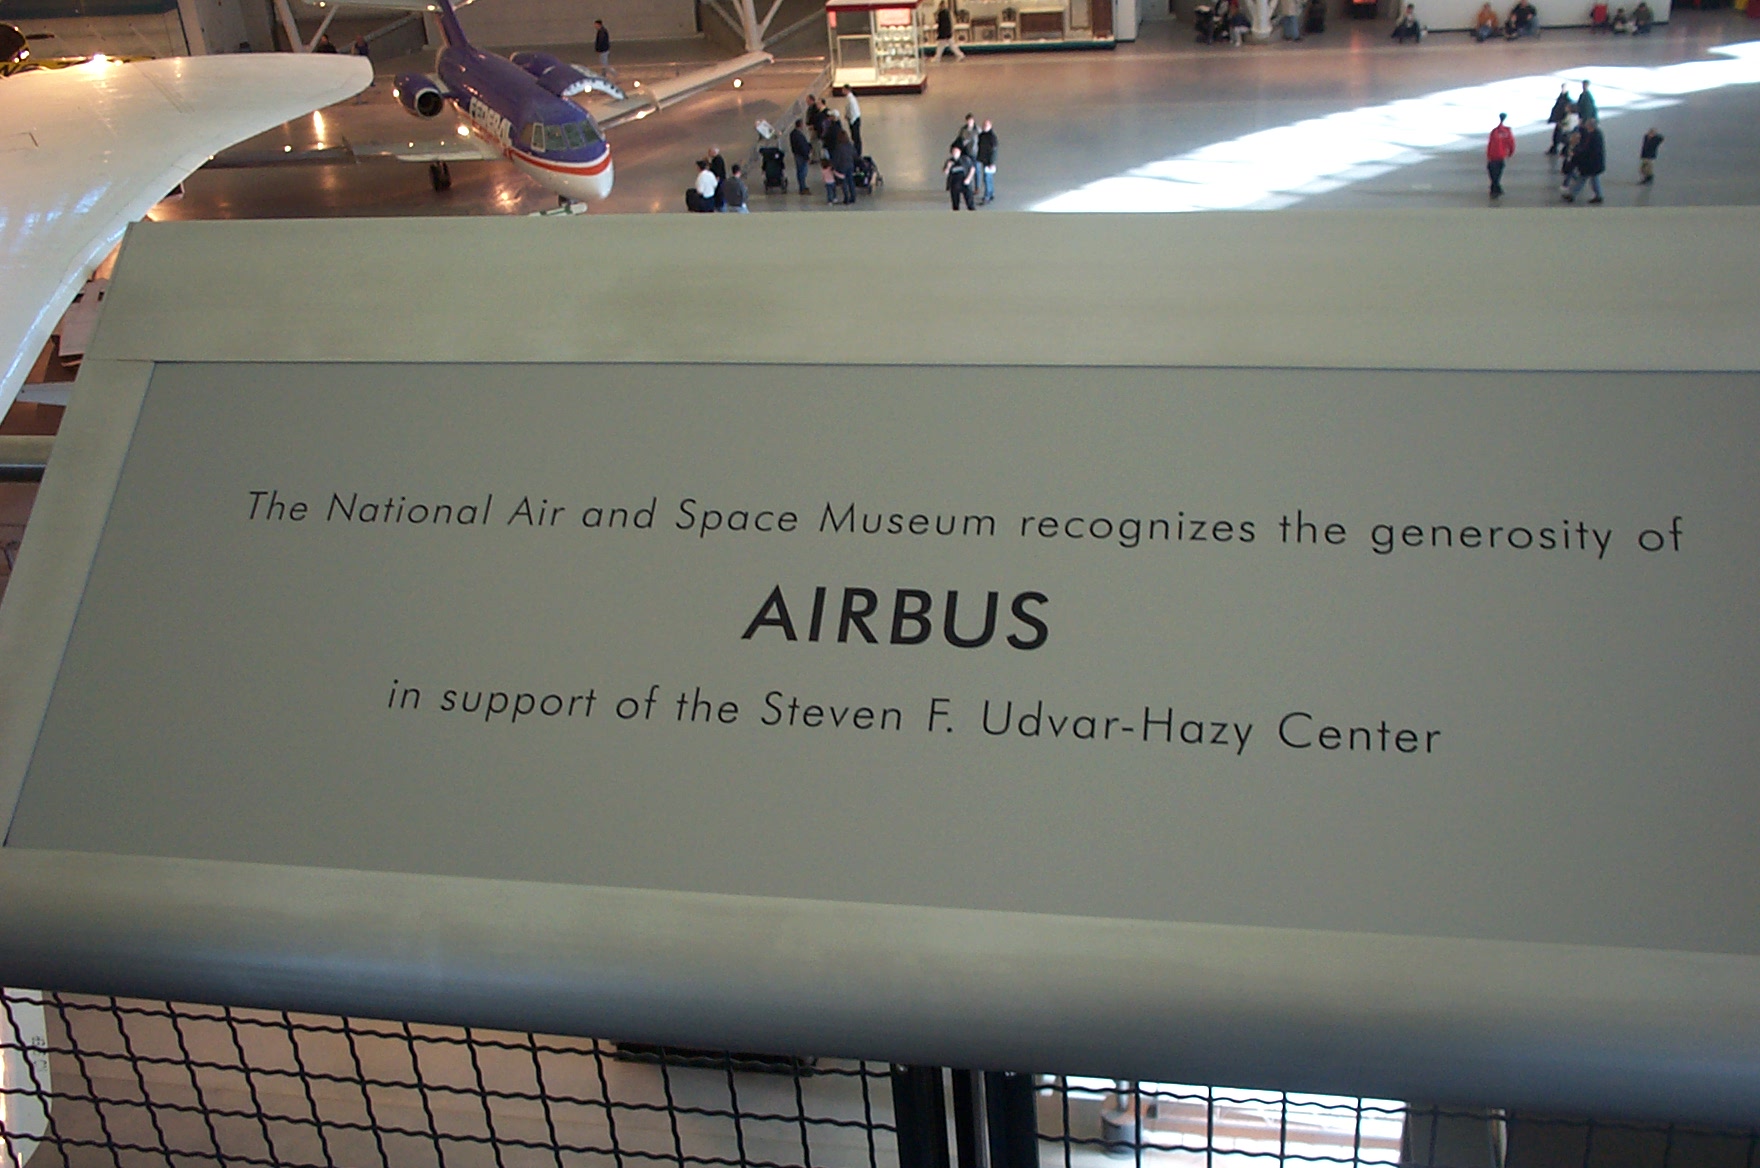 FEDERAL
The National Air and Space Museum recognizes the generosity of
AIRBUS
in support of the Steven F. Udvar-Hazy Center